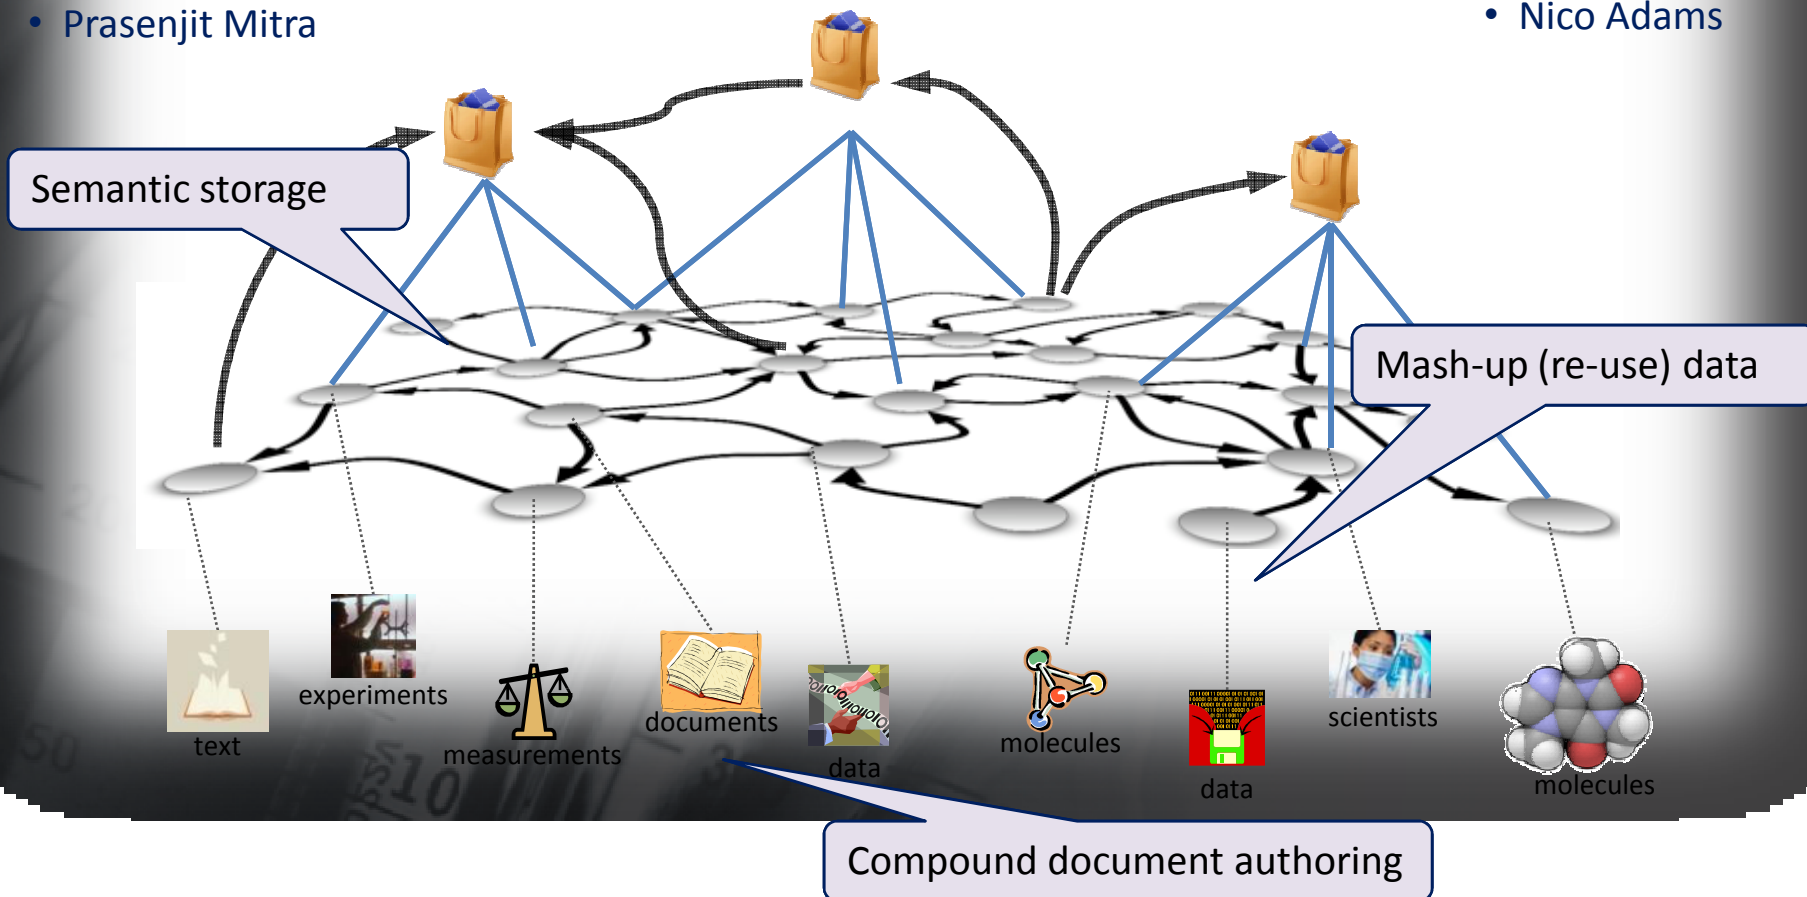 • Prasenjit Mitra
• Nico Adams
Semantic storage
Mash-up (re-use) data
text
experiments
measurements
documents
data
molecules
data
scientists
molecules
Compound document authoring